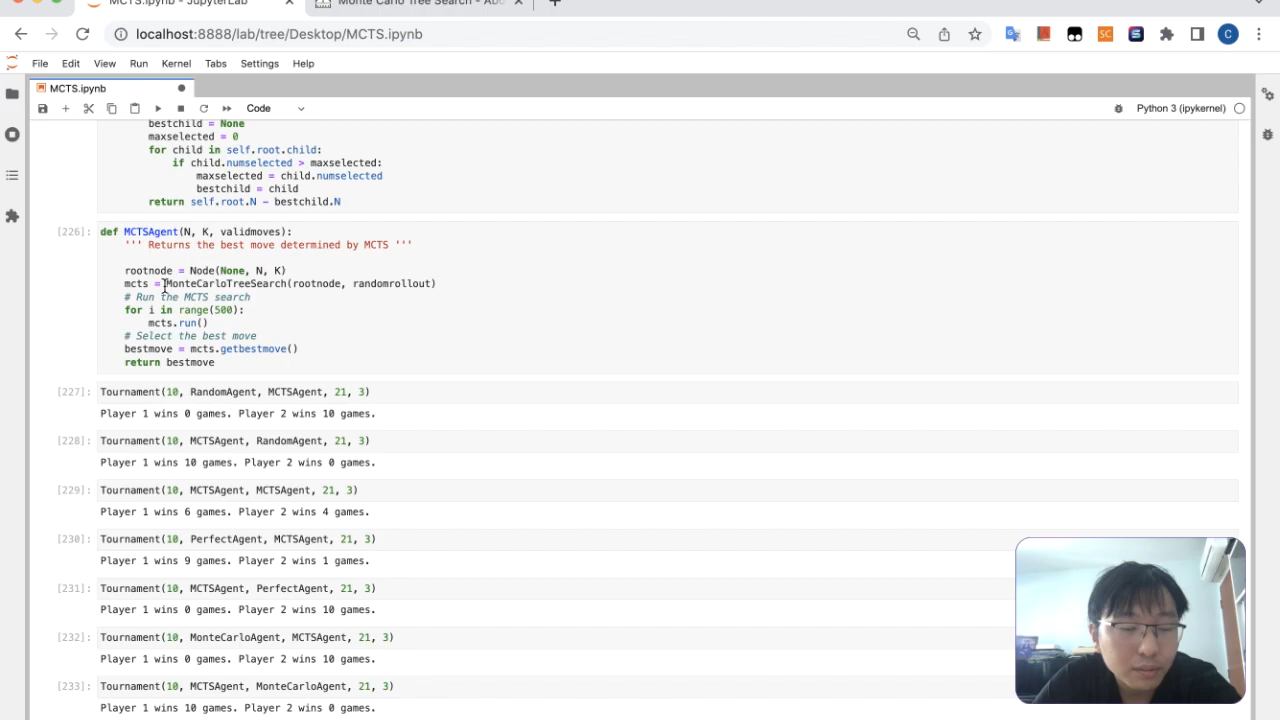 MCTS.ipynb - JupyterLab
Monte Carlo Tree Search - Abo
localhost:8888/lab/tree/Desktop/MCTS.ipynb
SC
C
File Edit View Run Kernel Tabs Settings Help
MCTS.ipynb
Code
Python 3 (ipykernel)
bestchild = None
maxselected = 0
for child in self.root.child:
if child.numselected > maxselected:
maxselected = child.numselected
bestchild = child
return self.root.N - bestchild.N
[226]: def MCTSAgent(N, K, validmoves):
''' Returns the best move determined by MCTS '''
rootnode = Node(None, N, K)
mcts = MonteCarloTreeSearch(rootnode, randomrollout)
# Run the MCTS search
for i in range(500):
mcts.run()
# Select the best move
bestmove = mcts.getbestmove()
return bestmove
[227]: Tournament(10, RandomAgent, MCTSAgent, 21, 3)
Player 1 wins 0 games. Player 2 wins 10 games.
[228]: Tournament(10, MCTSAgent, RandomAgent, 21, 3)
Player 1 wins 10 games. Player 2 wins 0 games.
[229]: Tournament(10, MCTSAgent, MCTSAgent, 21, 3)
Player 1 wins 6 games. Player 2 wins 4 games.
[230]: Tournament(10, PerfectAgent, MCTSAgent, 21, 3)
Player 1 wins 9 games. Player 2 wins 1 games.
[231]: Tournament(10, MCTSAgent, PerfectAgent, 21, 3)
Player 1 wins 0 games. Player 2 wins 10 games.
[232]: Tournament(10, MonteCarloAgent, MCTSAgent, 21, 3)
Player 1 wins 0 games. Player 2 wins 10 games.
[233]: Tournament(10, MCTSAgent, MonteCarloAgent, 21, 3)
Player 1 wins 10 games. Player 2 wins 0 games.